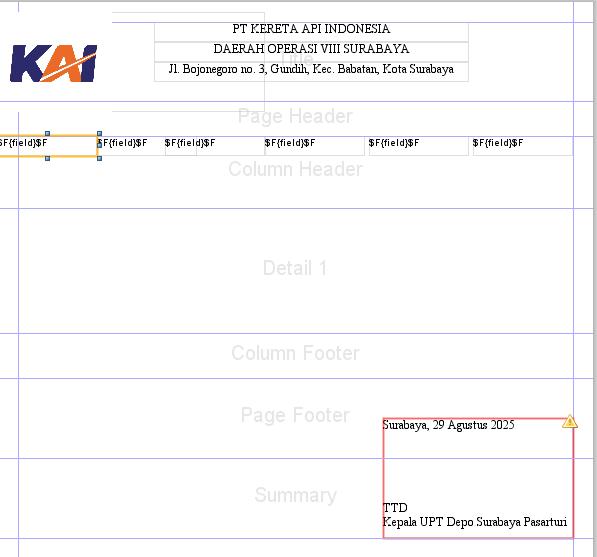 KAI
PT KERETA API INDONESIA
DAERAH OPERASI VIII SURABAYA
Title
Jl. Bojonegoro no. 3, Gundih, Kec. Babatan, Kota Surabaya
Page Header
$F{field}$F $F{field}$F $F{field}$F $F{field}$F $F{field}$F $F{field}$F
Column Header
Detail 1
Column Footer
Page Footer
Surabaya, 29 Agustus 2025
Summary
TTD
Kepala UPT Depo Surabaya Pasarturi